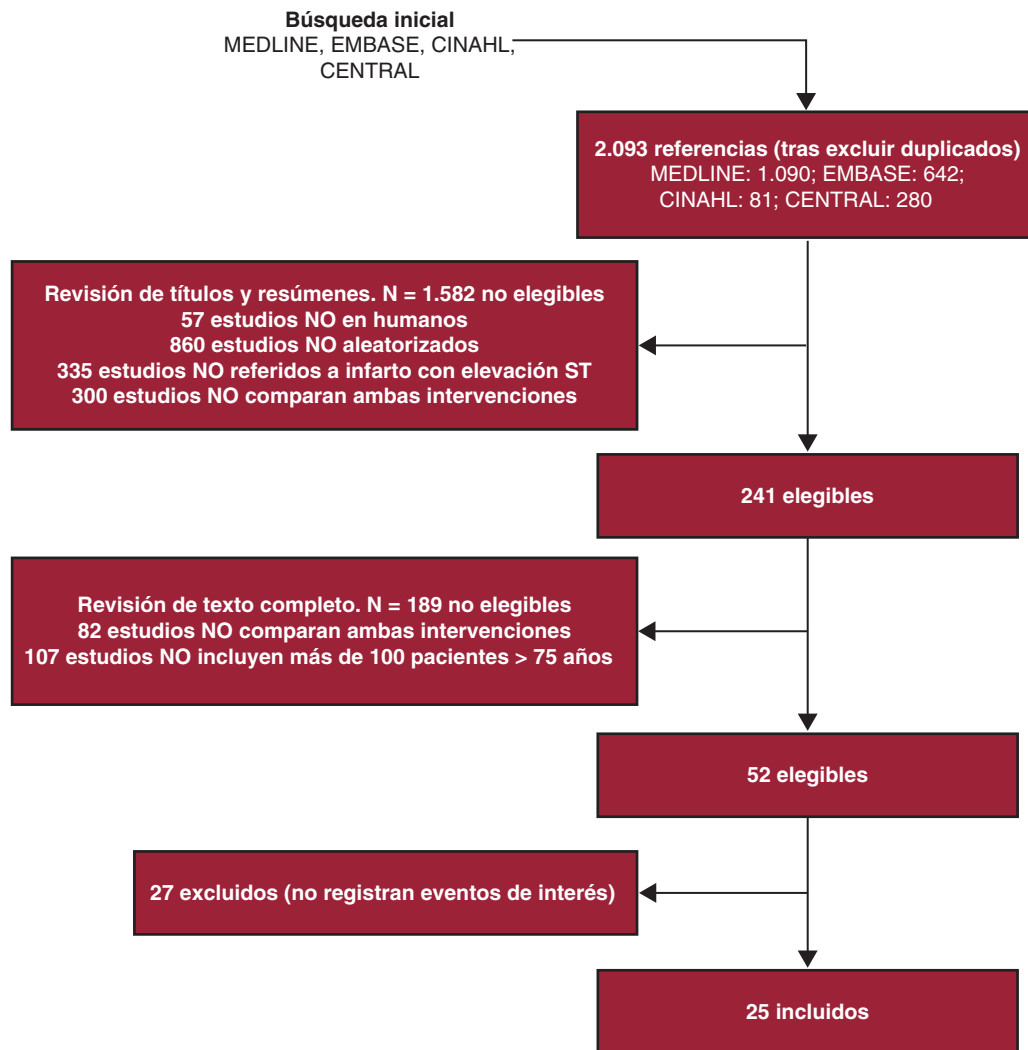 Búsqueda inicial
MEDLINE, EMBASE, CINAHL,
CENTRAL
2.093 referencias (tras excluir duplicados)
MEDLINE: 1.090; EMBASE: 642;
CINAHL: 81; CENTRAL: 280
Revisión de títulos y resúmenes. N = 1.582 no elegibles
57 estudios NO en humanos
860 estudios NO aleatorizados
335 estudios NO referidos a infarto con elevación ST
300 estudios NO comparan ambas intervenciones
241 elegibles
Revisión de texto completo. N = 189 no elegibles
82 estudios NO comparan ambas intervenciones
107 estudios NO incluyen más de 100 pacientes > 75 años
52 elegibles
27 excluidos (no registran eventos de interés)
25 incluidos